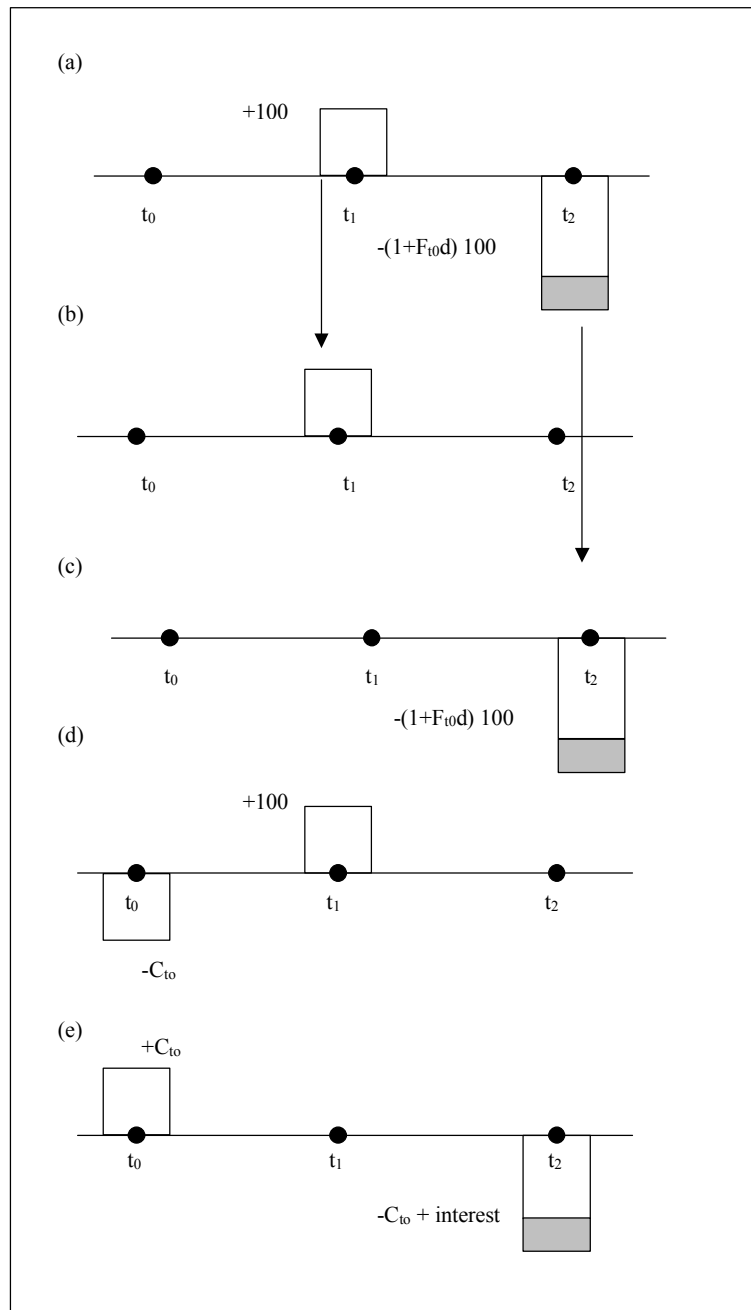 (a)
+100
t₀ t₁ t₂
-(1+Fₜ₀d) 100
(b)
t₀ t₁ t₂
(c)
t₀ t₁ t₂
-(1+Fₜ₀d) 100
(d)
+100
t₀ t₁ t₂
-Cₜₒ
(e)
+Cₜₒ
t₀ t₁ t₂
-Cₜₒ + interest